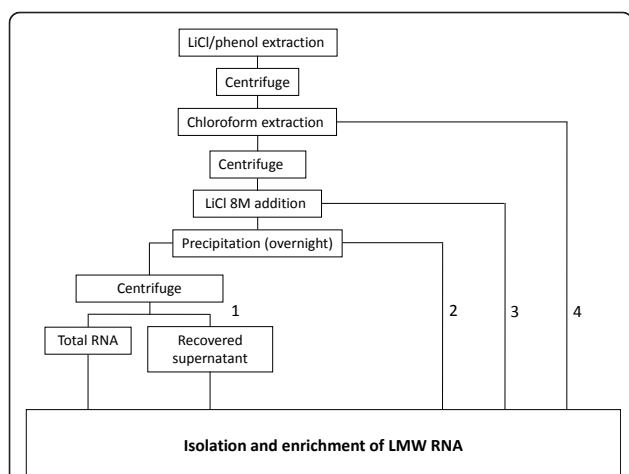 LiCl/phenol extraction
Centrifuge
Chloroform extraction
Centrifuge
LiCl 8M addition
Precipitation (overnight)
Centrifuge
1
2
3
4
Total RNA
Recovered
supernatant
Isolation and enrichment of LMW RNA